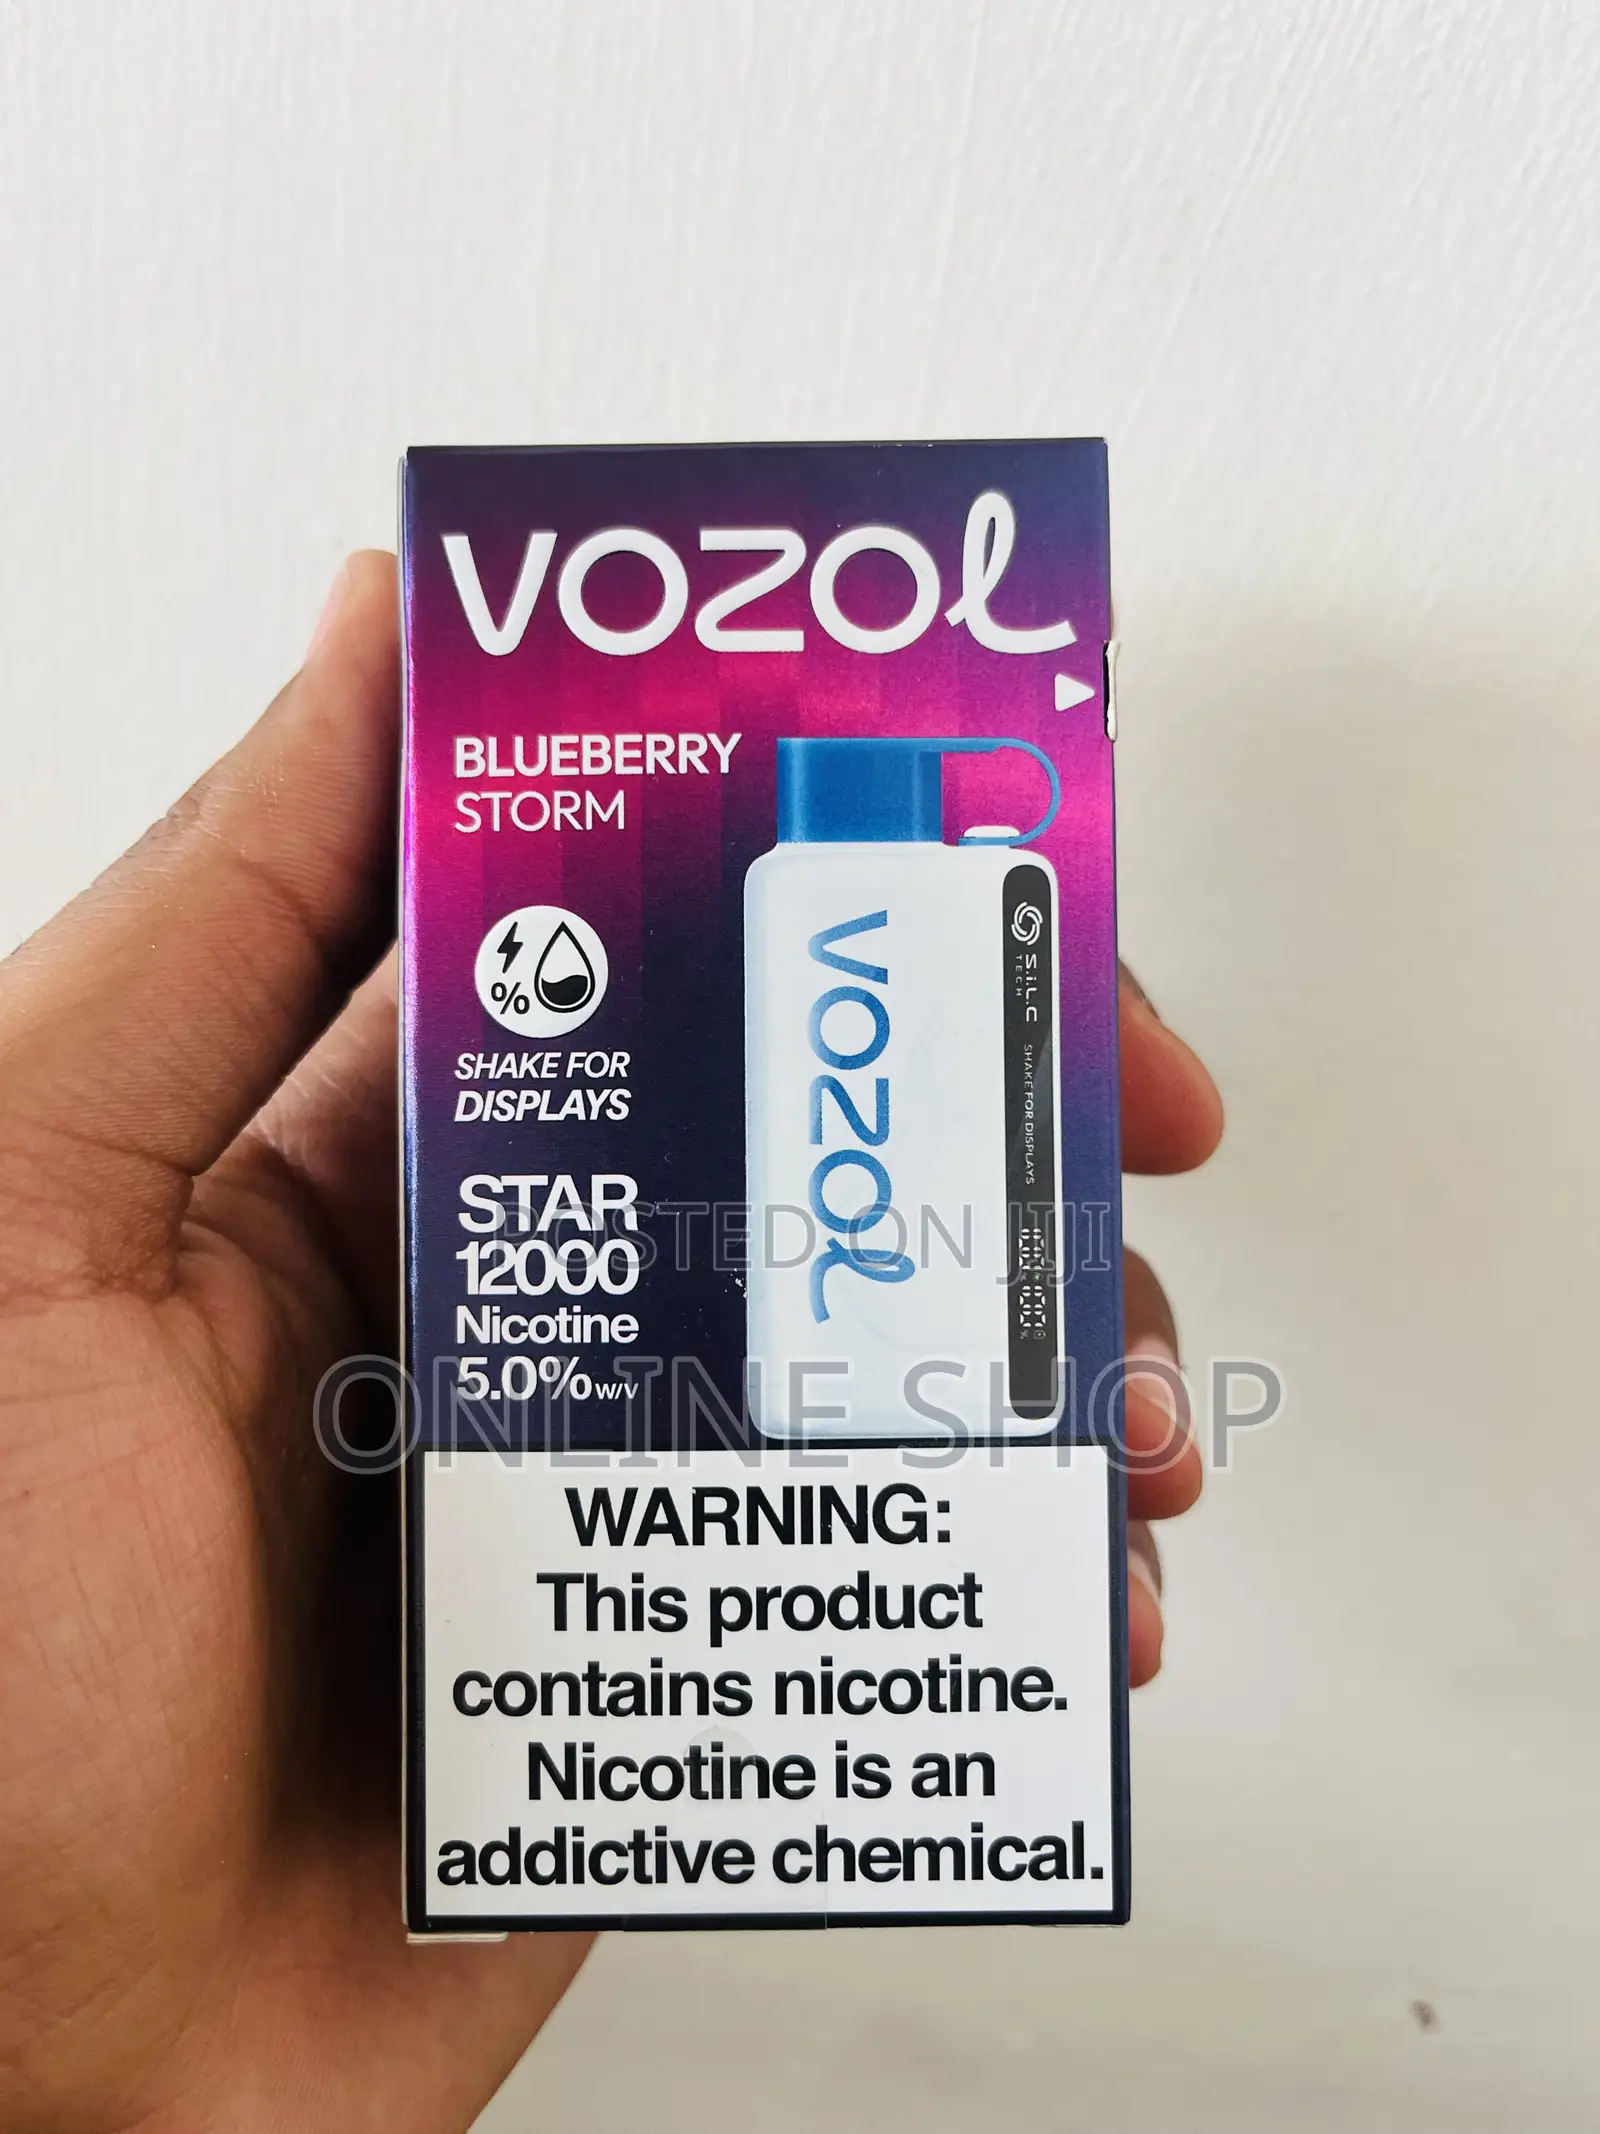 VOZOL
BLUEBERRY
STORM
%
SHAKE FOR
DISPLAYS
STAR
12000
Nicotine
5.0% W/V
VOZOL
S.i.L.C
TECH
SHAKE FOR DISPLAYS
POSTED ON JIJI
ONLINE SHOP
WARNING:
This product
contains nicotine.
Nicotine is an
addictive chemical.